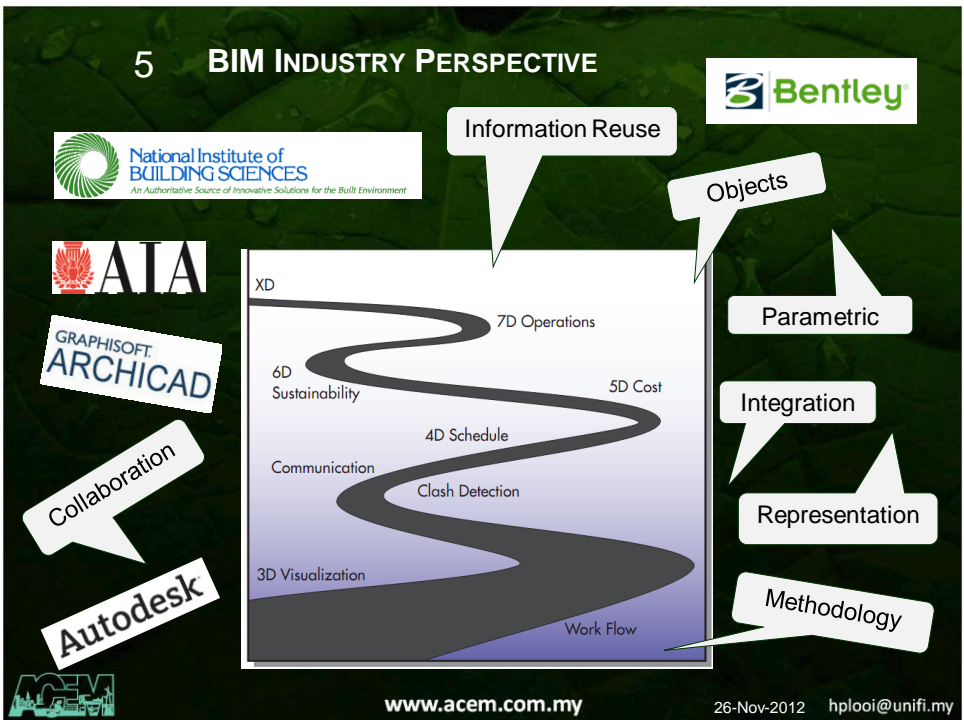 5 BIM INDUSTRY PERSPECTIVE
Bentley
Information Reuse
National Institute of
BUILDING SCIENCES
An Authoritative Source of Innovative Solutions for the Built Environment
Objects
AIA
XD
7D Operations
Parametric
GRAPHISOFT.
ARCHICAD
6D
Sustainability
5D Cost
Integration
4D Schedule
Communication
Clash Detection
Collaboration
Representation
3D Visualization
Autodesk
Methodology
Work Flow
ACEM
www.acem.com.my
26-Nov-2012
hplooi@unifi.my